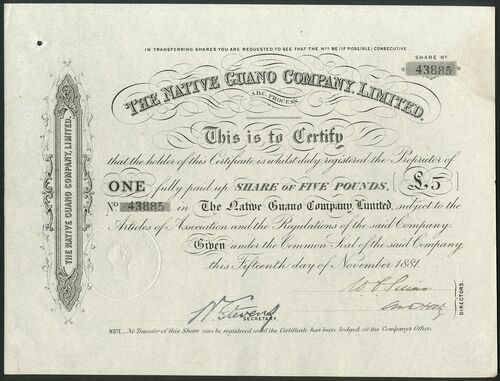 IN TRANSFERRING SHARES YOU ARE REQUESTED TO SEE THAT THE Nos BE (IF POSSIBLE) CONSECUTIVE.
SHARE No
43885
THE NATIVE GUANO COMPANY, LIMITED.
A.B.C. PROCESS.
This is to Certify
that the holder of this Certificate is whilst duly registered the Proprietor of
ONE fully paid up SHARE OF FIVE POUNDS, £5
No 43885 in The Native Guano Company, Limited, subject to the
Articles of Association and the Regulations of the said Company.
Given under the Common Seal of the said Company,
this Fifteenth day of November 1881.
SECRETARY.
DIRECTORS.
NOTE. No Transfer of this Share can be registered until the Certificate has been lodged at the Company's Office.
THE NATIVE GUANO COMPANY, LIMITED.